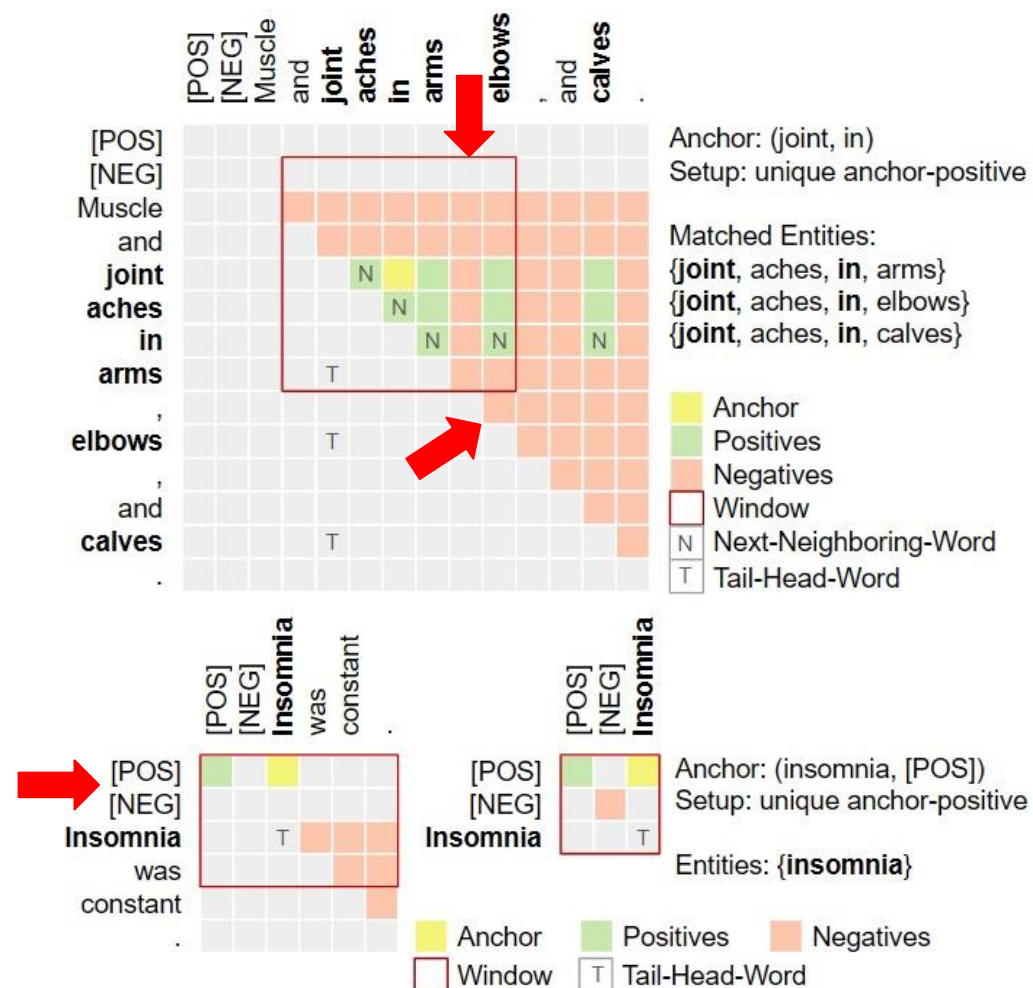 [POS] [NEG] Muscle and joint aches in arms , elbows , and calves .
[POS]
[NEG]
Muscle
and
joint N
aches N
in N N N
arms T
,
elbows T
,
and
calves T
.
Anchor: (joint, in)
Setup: unique anchor-positive
Matched Entities:
{joint, aches, in, arms}
{joint, aches, in, elbows}
{joint, aches, in, calves}
Anchor
Positives
Negatives
Window
N Next-Neighboring-Word
T Tail-Head-Word
[POS] [NEG] Insomnia was constant .
[POS]
[NEG]
Insomnia T
was
constant
.
[POS] [NEG] Insomnia
[POS]
[NEG]
Insomnia T
Anchor: (insomnia, [POS])
Setup: unique anchor-positive
Entities: {insomnia}
Anchor Positives Negatives
Window T Tail-Head-Word